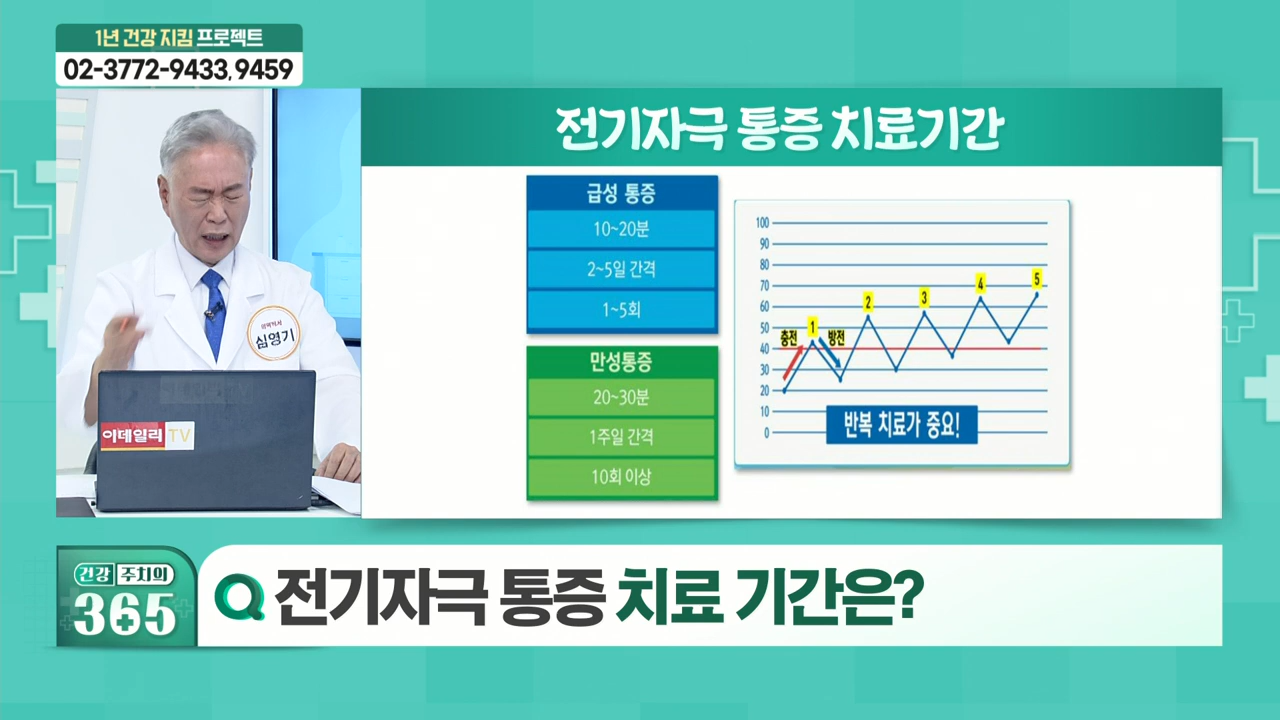 1년 건강 지킴 프로젝트
02-3772-9433, 9459
전기자극 통증 치료기간
급성 통증
10~20분
2~5일 간격
1~5회
만성통증
20~30분
1주일 간격
10회 이상
100
90
80
70
60
50
40
30
20
10
0
충전
1
방전
2
3
4
5
반복 치료가 중요!
심영기
이데일리 TV
건강 주치의
365
Q 전기자극 통증 치료 기간은?